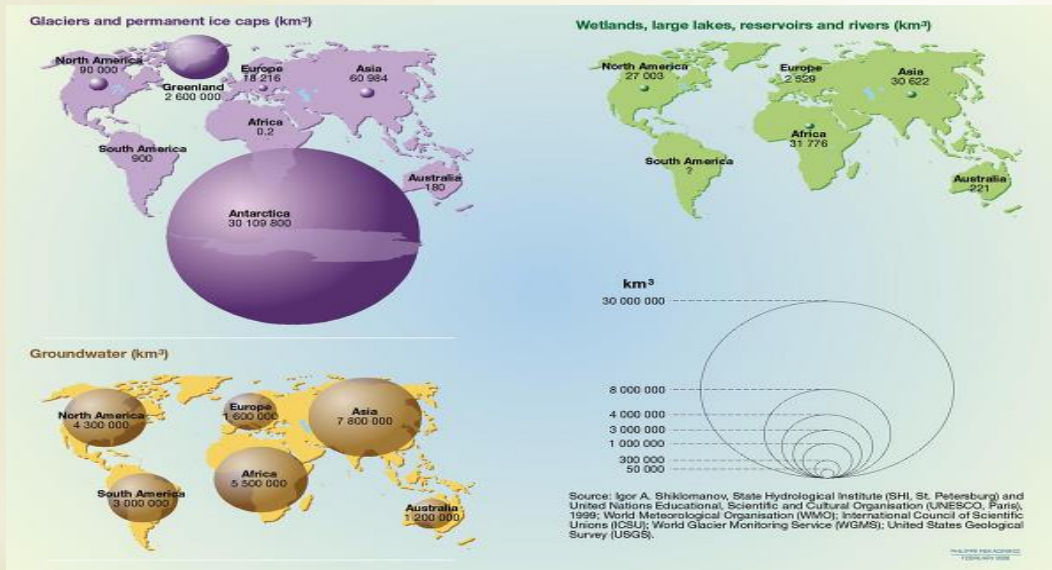 Glaciers and permanent ice caps (km³)
North America
90 000
Greenland
2 600 000
Europe
18 216
Asia
60 984
Africa
0.2
South America
900
Australia
180
Antarctica
30 109 800
Wetlands, large lakes, reservoirs and rivers (km³)
North America
27 003
Europe
2 529
Asia
30 622
Africa
31 776
South America
?
Australia
221
Groundwater (km³)
North America
4 300 000
Europe
1 600 000
Asia
7 800 000
Africa
5 500 000
South America
3 000 000
Australia
1 200 000
km³
30 000 000
8 000 000
4 000 000
3 000 000
1 000 000
300 000
50 000
Source: Igor A. Shiklomanov, State Hydrological Institute (SHI, St. Petersburg) and
United Nations Educational, Scientific and Cultural Organisation (UNESCO, Paris),
1999; World Meteorological Organisation (WMO); International Council of Scientific
Unions (ICSU); World Glacier Monitoring Service (WGMS); United States Geological
Survey (USGS).
PHILIPPE REKACEWICZ
FEBRUARY